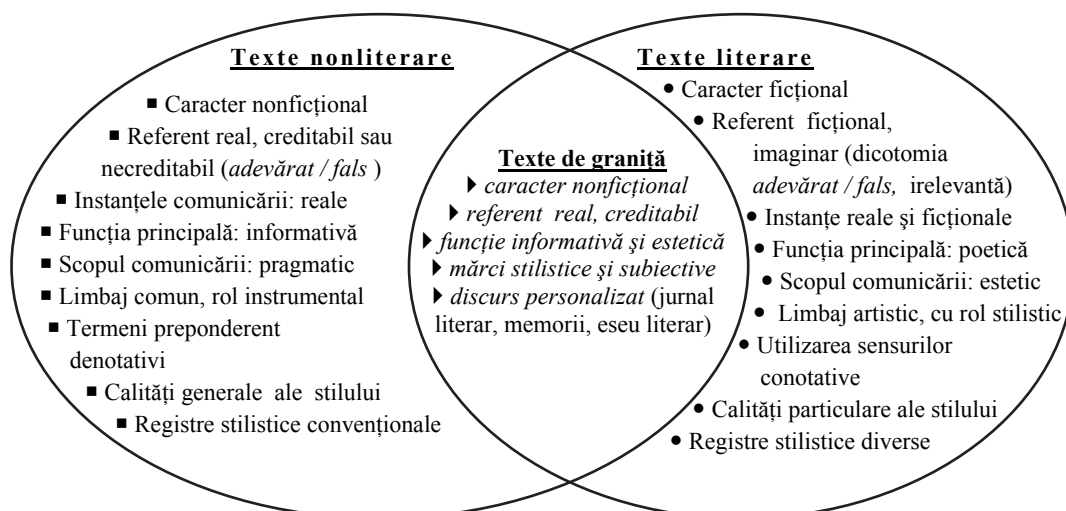 Texte nonliterare
▪ Caracter nonficţional
▪ Referent real, creditabil sau
necreditabil (adevărat / fals )
▪ Instanţele comunicării: reale
▪ Funcţia principală: informativă
▪ Scopul comunicării: pragmatic
▪ Limbaj comun, rol instrumental
▪ Termeni preponderent
denotativi
▪ Calităţi generale ale stilului
▪ Registre stilistice convenţionale
Texte de graniţă
caracter nonficţional
referent real, creditabil
funcţie informativă şi estetică
mărci stilistice şi subiective
discurs personalizat (jurnal
literar, memorii, eseu literar)
Texte literare
• Caracter ficţional
• Referent ficţional,
imaginar (dicotomia
adevărat / fals, irelevantă)
• Instanţe reale şi ficţionale
• Funcţia principală: poetică
• Scopul comunicării: estetic
• Limbaj artistic, cu rol stilistic
• Utilizarea sensurilor
conotative
• Calităţi particulare ale stilului
• Registre stilistice diverse